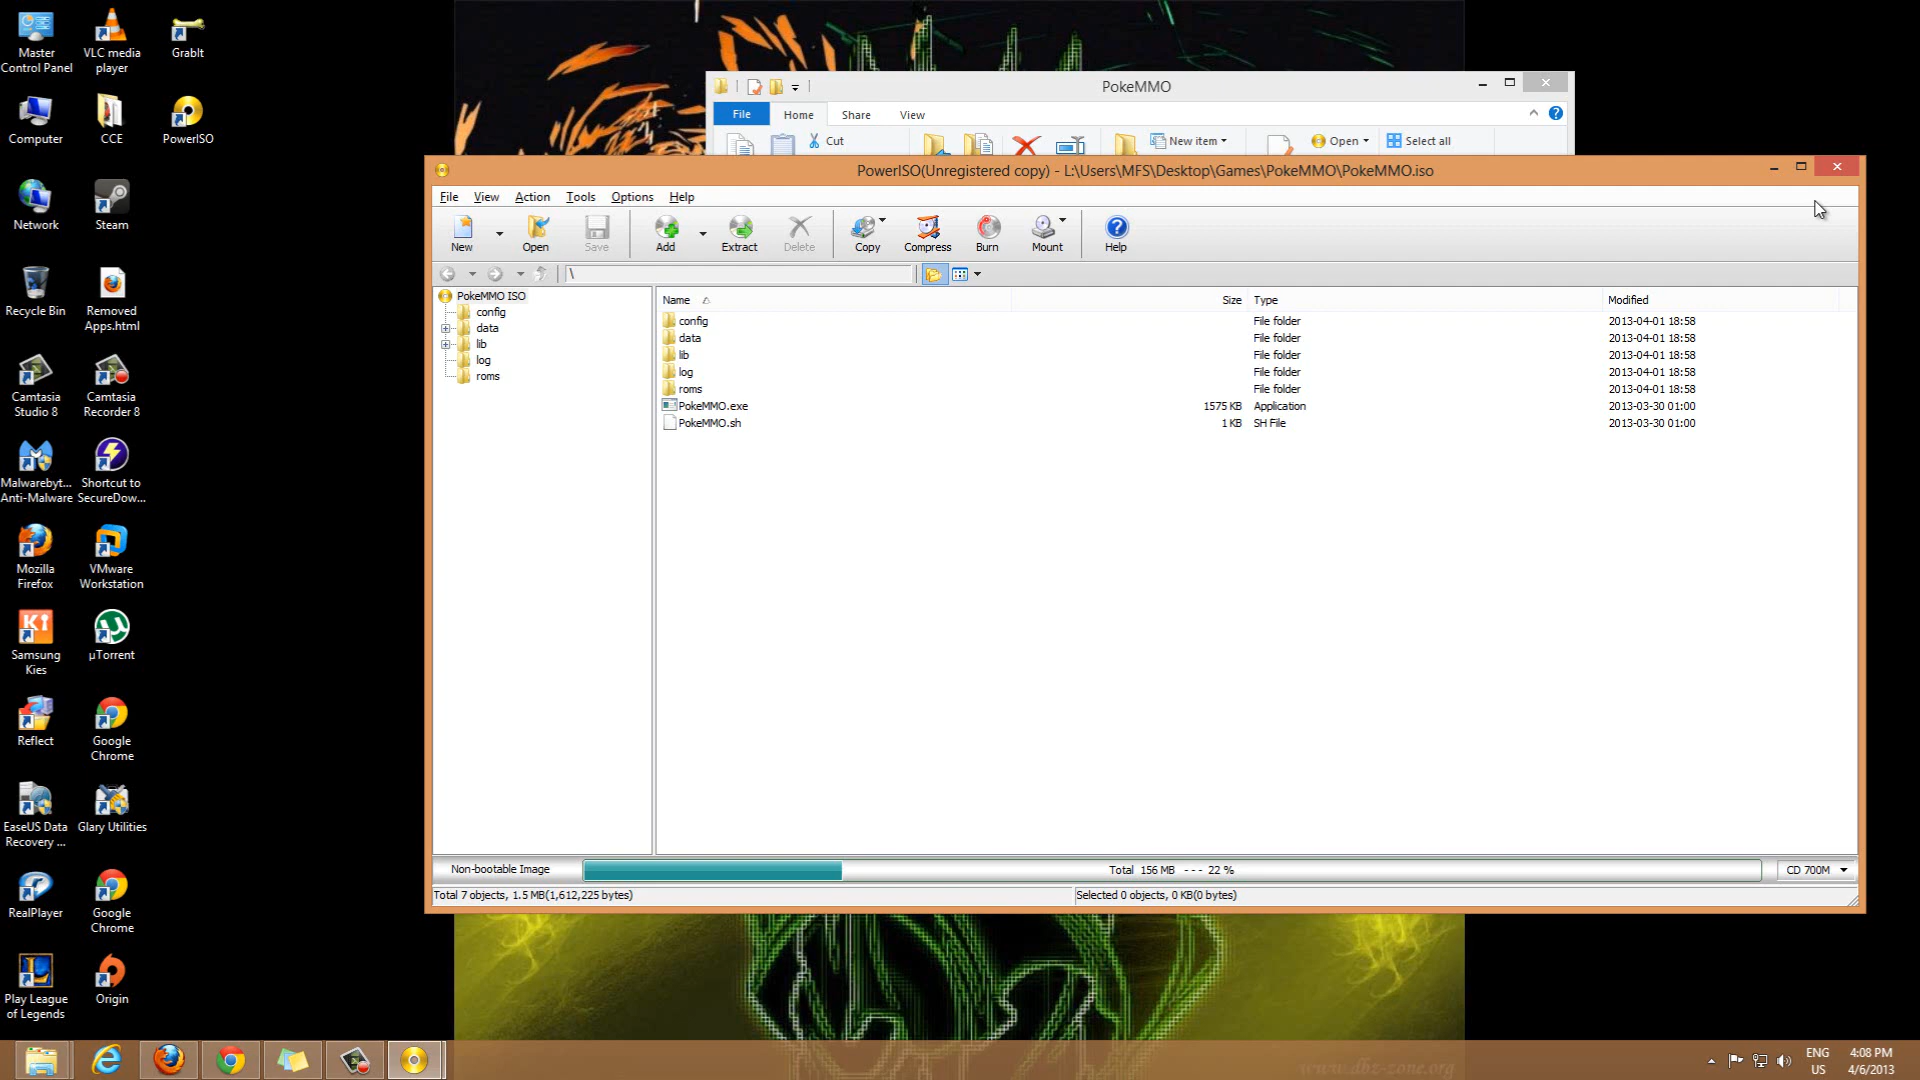 Master Control Panel
VLC media player
GrabIt
Computer
CCE
PowerISO
Network
Steam
Recycle Bin
Removed Apps.html
Camtasia Studio 8
Camtasia Recorder 8
Malwarebyt... Anti-Malware
Shortcut to SecureDow...
Mozilla Firefox
VMware Workstation
Samsung Kies
µTorrent
Reflect
Google Chrome
EaseUS Data Recovery ...
Glary Utilities
RealPlayer
Google Chrome
Play League of Legends
Origin
PokeMMO
File Home Share View
Cut New item Open Select all
PowerISO(Unregistered copy) - L:\Users\MFS\Desktop\Games\PokeMMO\PokeMMO.iso
File View Action Tools Options Help
New Open Save Add Extract Delete Copy Compress Burn Mount Help
\
PokeMMO ISO
config
data
lib
log
roms
Name Size Type Modified
config File folder 2013-04-01 18:58
data File folder 2013-04-01 18:58
lib File folder 2013-04-01 18:58
log File folder 2013-04-01 18:58
roms File folder 2013-04-01 18:58
PokeMMO.exe 1575 KB Application 2013-03-30 01:00
PokeMMO.sh 1 KB SH File 2013-03-30 01:00
Non-bootable Image Total 156 MB --- 22 % CD 700M
Total 7 objects, 1.5 MB(1,612,225 bytes) Selected 0 objects, 0 KB(0 bytes)
www.dbz-zone.org
ENG US
4:08 PM
4/6/2013